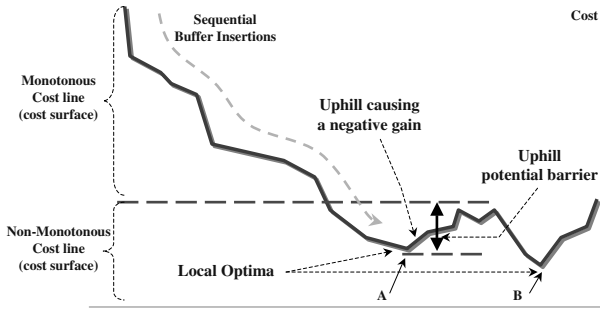 Sequential
Buffer Insertions
Cost
Monotonous
Cost line
(cost surface)
Uphill causing
a negative gain
Uphill
potential barrier
Non-Monotonous
Cost line
(cost surface)
Local Optima
A
B